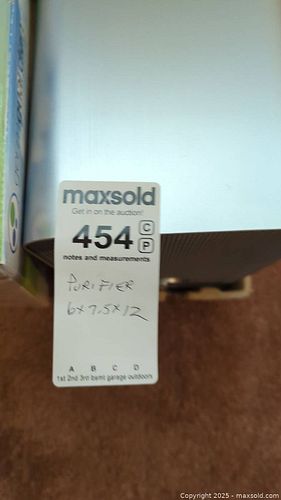 maxsold
Get in on the auction!
454
C
P
notes and measurements
PURIFIER
6x7.5x12
A B C D
1st 2nd 3rd bsmt garage outdoors
Copyright 2025 - maxsold.com